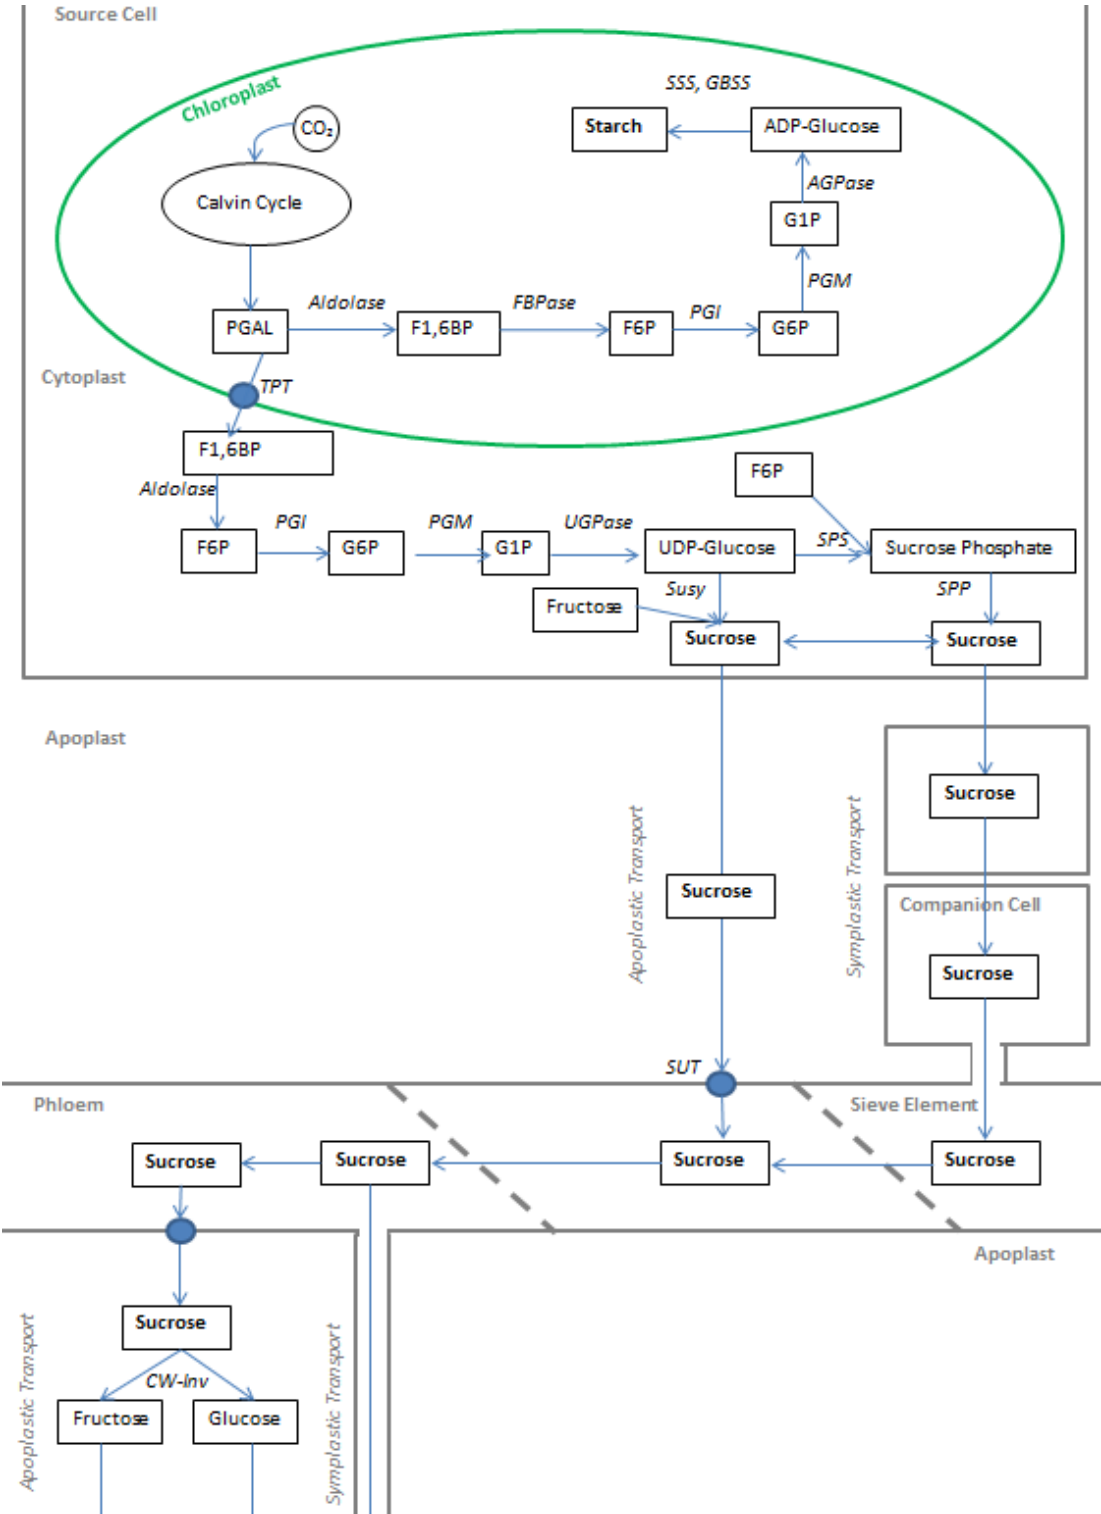 Source Cell
Chloroplast
SSS, GBSS
CO₂
Starch
ADP-Glucose
AGPase
Calvin Cycle
G1P
PGM
Aldolase
FBPase
PGI
PGAL
F1,6BP
F6P
G6P
Cytoplast
TPT
F1,6BP
F6P
Aldolase
PGI
PGM
UGPase
SPS
F6P
G6P
G1P
UDP-Glucose
Sucrose Phosphate
Susy
SPP
Fructose
Sucrose
Sucrose
Apoplast
Sucrose
Apoplastic Transport
Symplastic Transport
Sucrose
Companion Cell
Sucrose
SUT
Phloem
Sieve Element
Sucrose
Sucrose
Sucrose
Sucrose
Apoplast
Sucrose
Apoplastic Transport
Symplastic Transport
CW-Inv
Fructose
Glucose